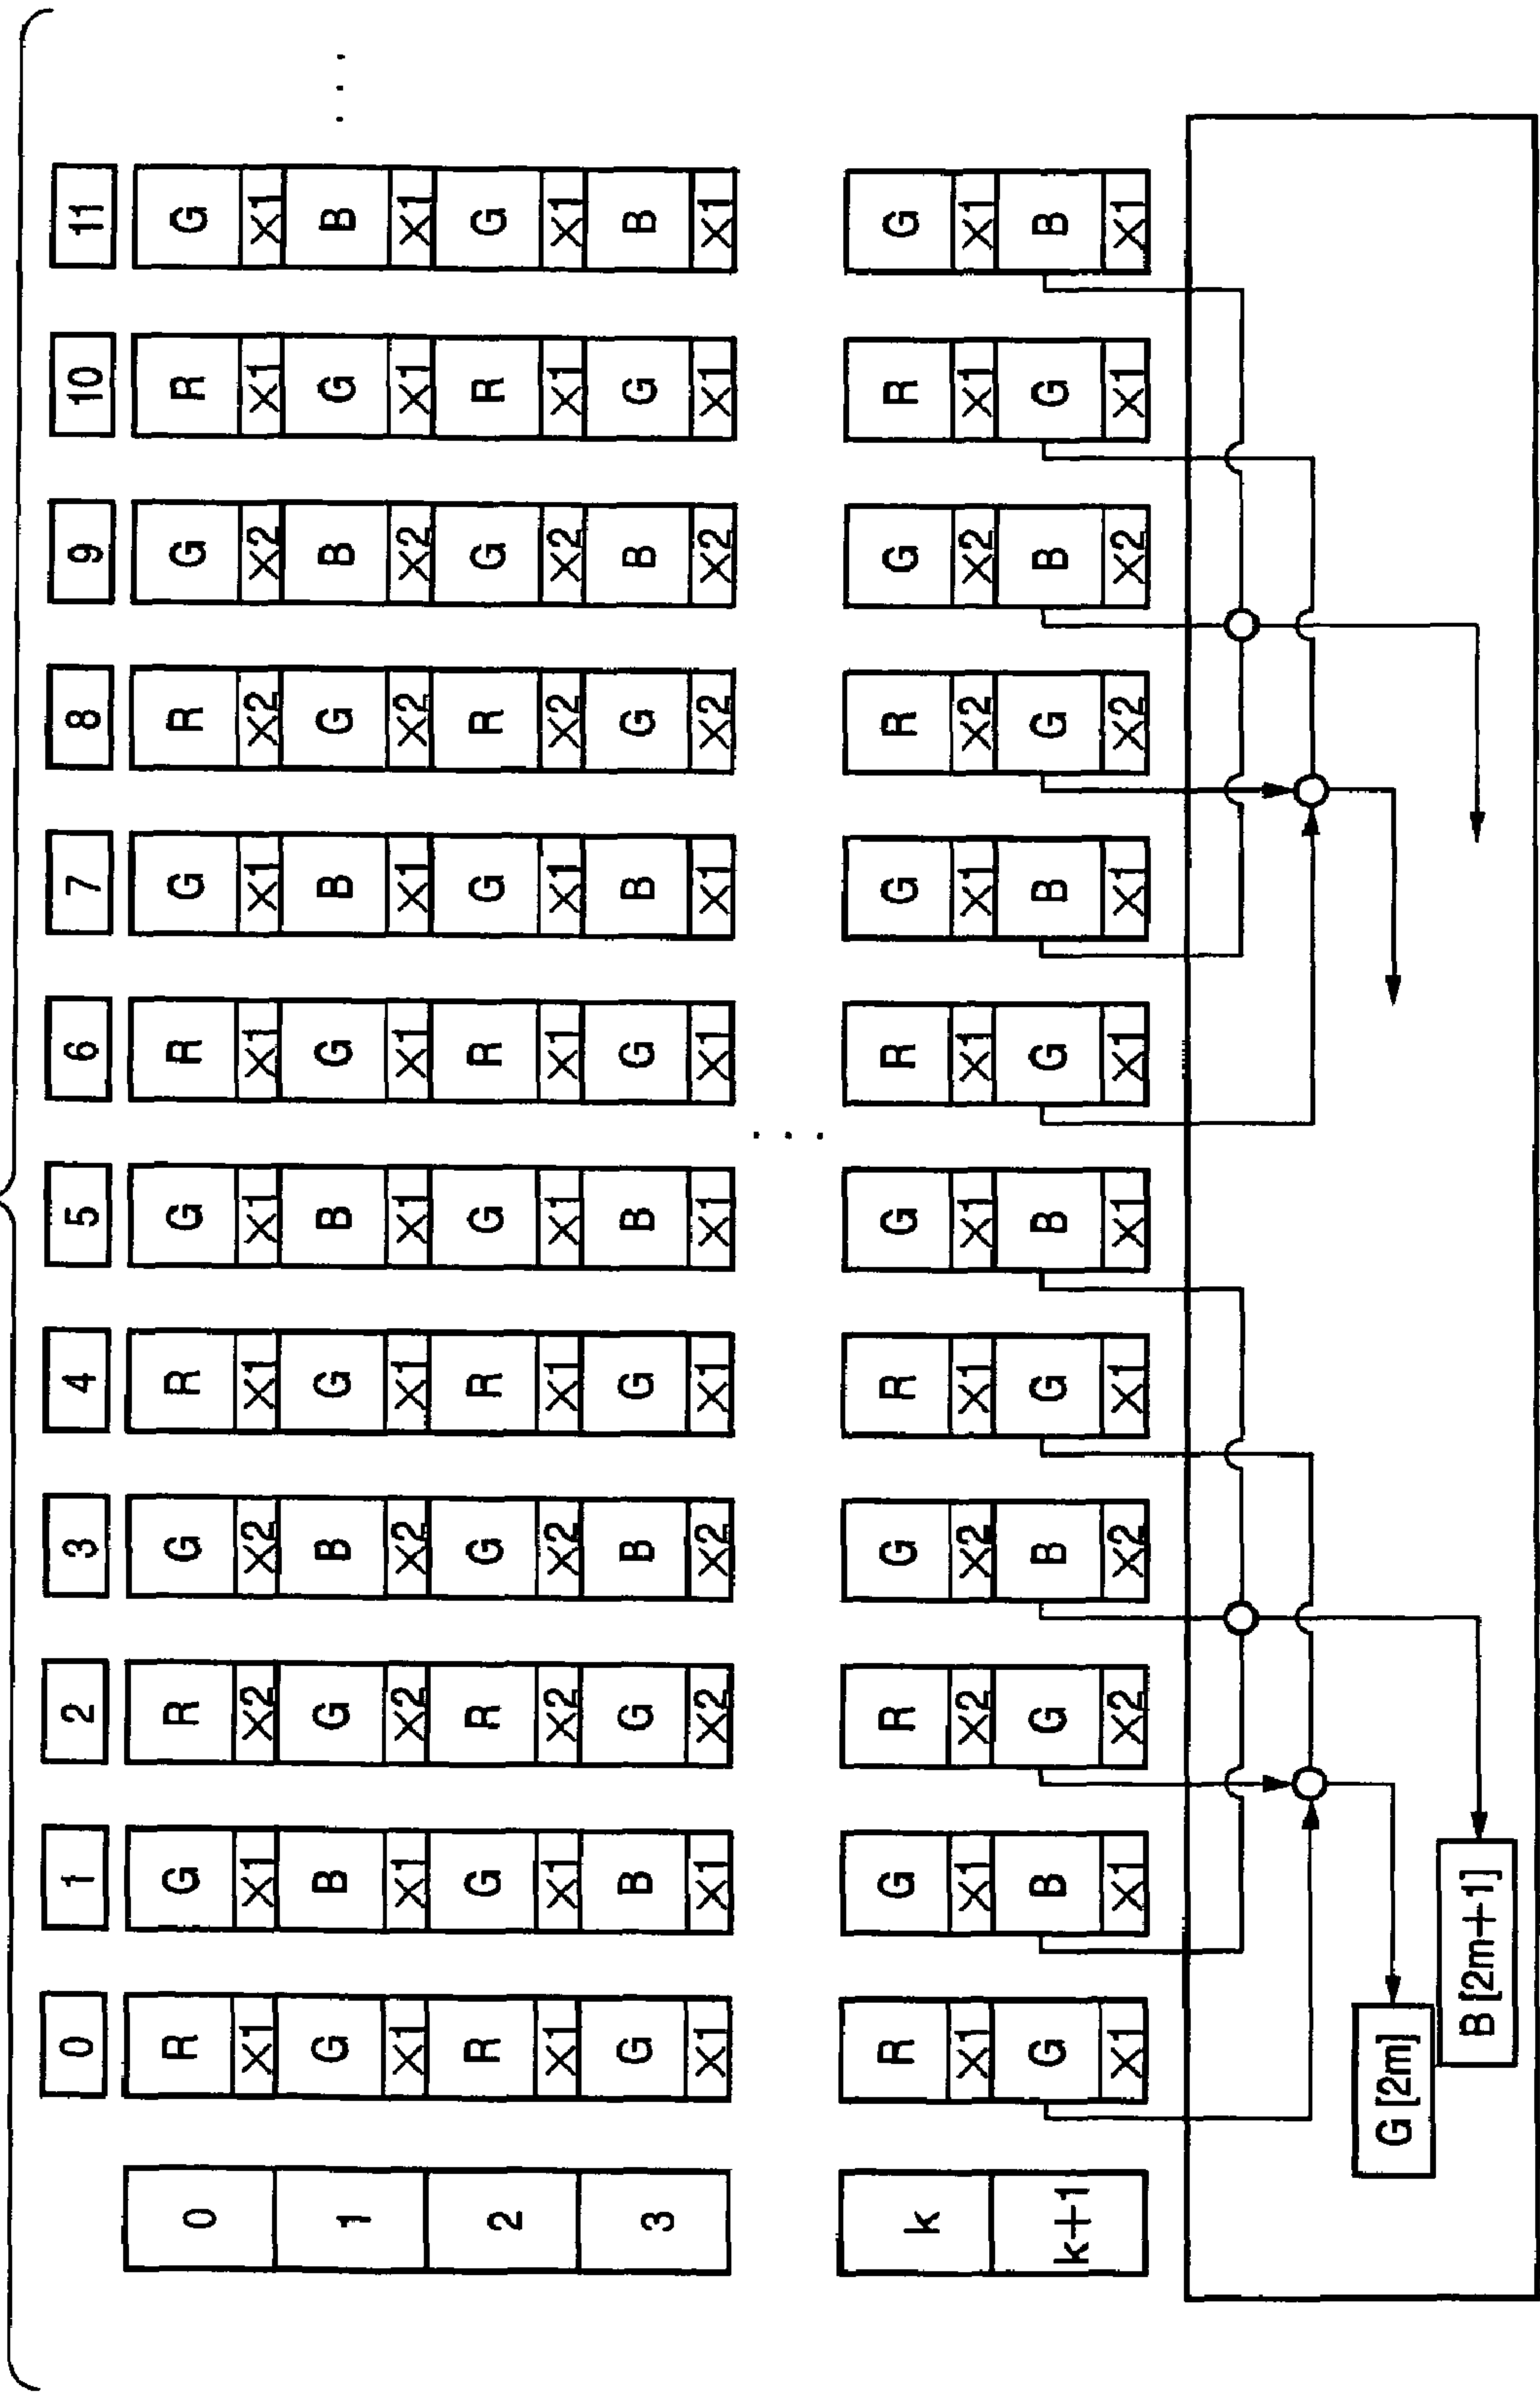 0 1 2 3 4 5 6 7 8 9 10 11
0 R G R G R G R G R G R G
X1 X1 X2 X2 X1 X1 X1 X1 X2 X2 X1 X1
1 G B G B G B G B G B G B ...
X1 X1 X2 X2 X1 X1 X1 X1 X2 X2 X1 X1
2 R G R G R G R G R G R G
X1 X1 X2 X2 X1 X1 X1 X1 X2 X2 X1 X1
3 G B G B G B G B G B G B
X1 X1 X2 X2 X1 X1 X1 X1 X2 X2 X1 X1
...
k R G R G R G R G R G R G
X1 X1 X2 X2 X1 X1 X1 X1 X2 X2 X1 X1
k+1 G B G B G B G B G B G B
X1 X1 X2 X2 X1 X1 X1 X1 X2 X2 X1 X1
G [2m]
B [2m+1]